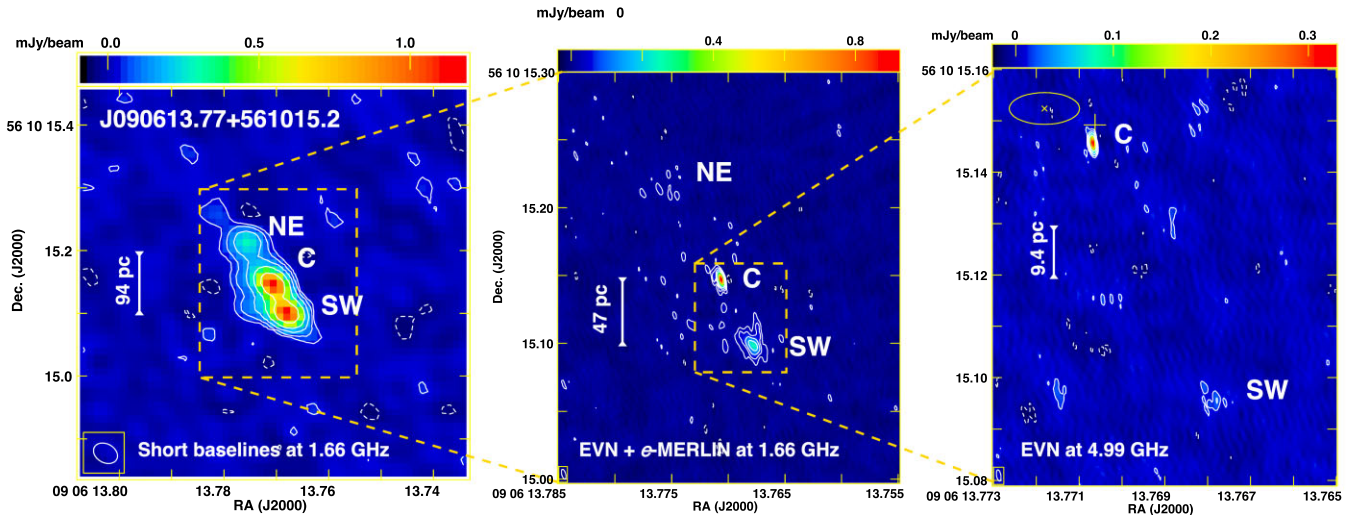 mJy/beam 0.0 0.5 1.0
J090613.77+561015.2
56 10 15.4
15.2
15.0
Dec. (J2000)
94 pc
NE
C
SW
Short baselines at 1.66 GHz
09 06 13.80 13.78 13.76 13.74
RA (J2000)
mJy/beam 0
0.4 0.8
56 10 15.30
15.20
15.10
15.00
Dec. (J2000)
47 pc
NE
C
SW
EVN + e-MERLIN at 1.66 GHz
09 06 13.785 13.775 13.765 13.755
RA (J2000)
mJy/beam 0 0.1 0.2 0.3
56 10 15.16
15.14
15.12
15.10
15.08
Dec. (J2000)
9.4 pc
C
SW
EVN at 4.99 GHz
09 06 13.773 13.771 13.769 13.767 13.765
RA (J2000)